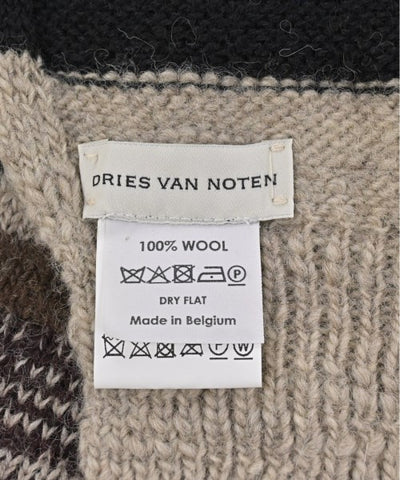 DRIES VAN NOTEN
100% WOOL
P
DRY FLAT
Made in Belgium
P W